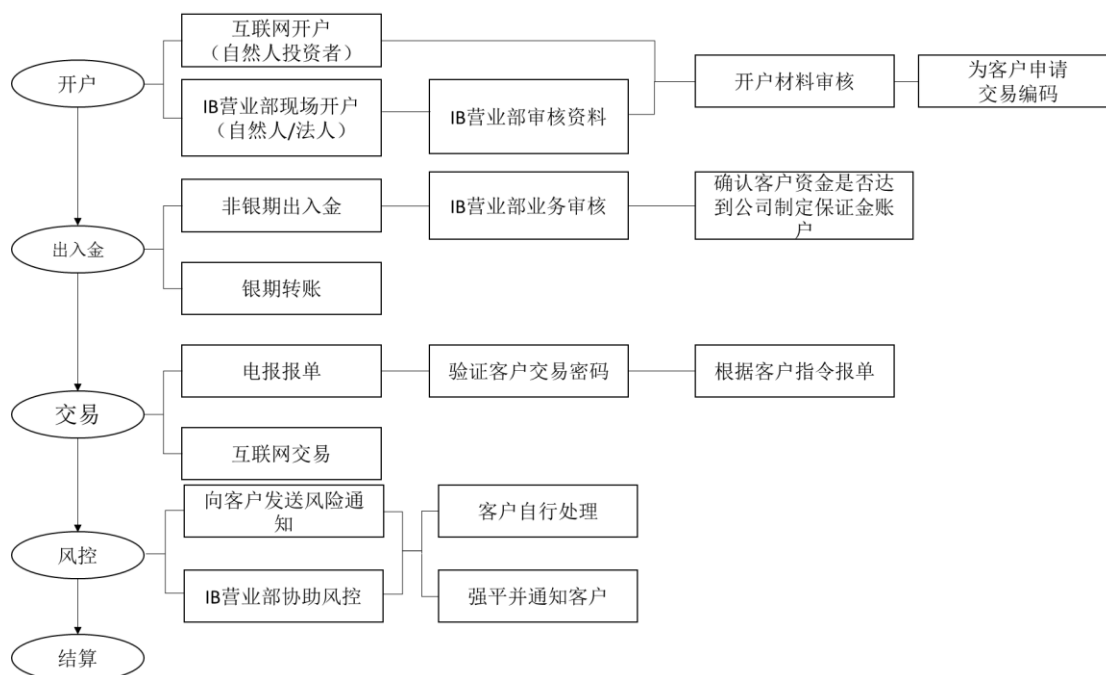 互联网开户
（自然人投资者）
开户
IB营业部现场开户
（自然人/法人）
IB营业部审核资料
开户材料审核
为客户申请
交易编码
非银期出入金
IB营业部业务审核
确认客户资金是否达
到公司制定保证金账
户
出入金
银期转账
电报报单
验证客户交易密码
根据客户指令报单
交易
互联网交易
向客户发送风险通
知
客户自行处理
风控
IB营业部协助风控
强平并通知客户
结算